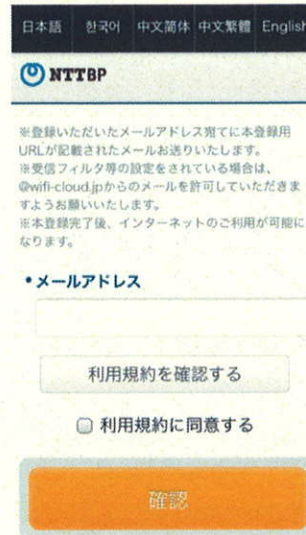 日本語 한국어 中文简体 中文繁體 English
NTTBP
※登録いただいたメールアドレス宛てに本登録用
URLが記載されたメールお送りいたします。
※受信フィルタ等の設定をされている場合は、
@wifi-cloud.jpからのメールを許可していただきま
すようお願いいたします。
※本登録完了後、インターネットのご利用が可能に
なります。
•メールアドレス
利用規約を確認する
利用規約に同意する
確認